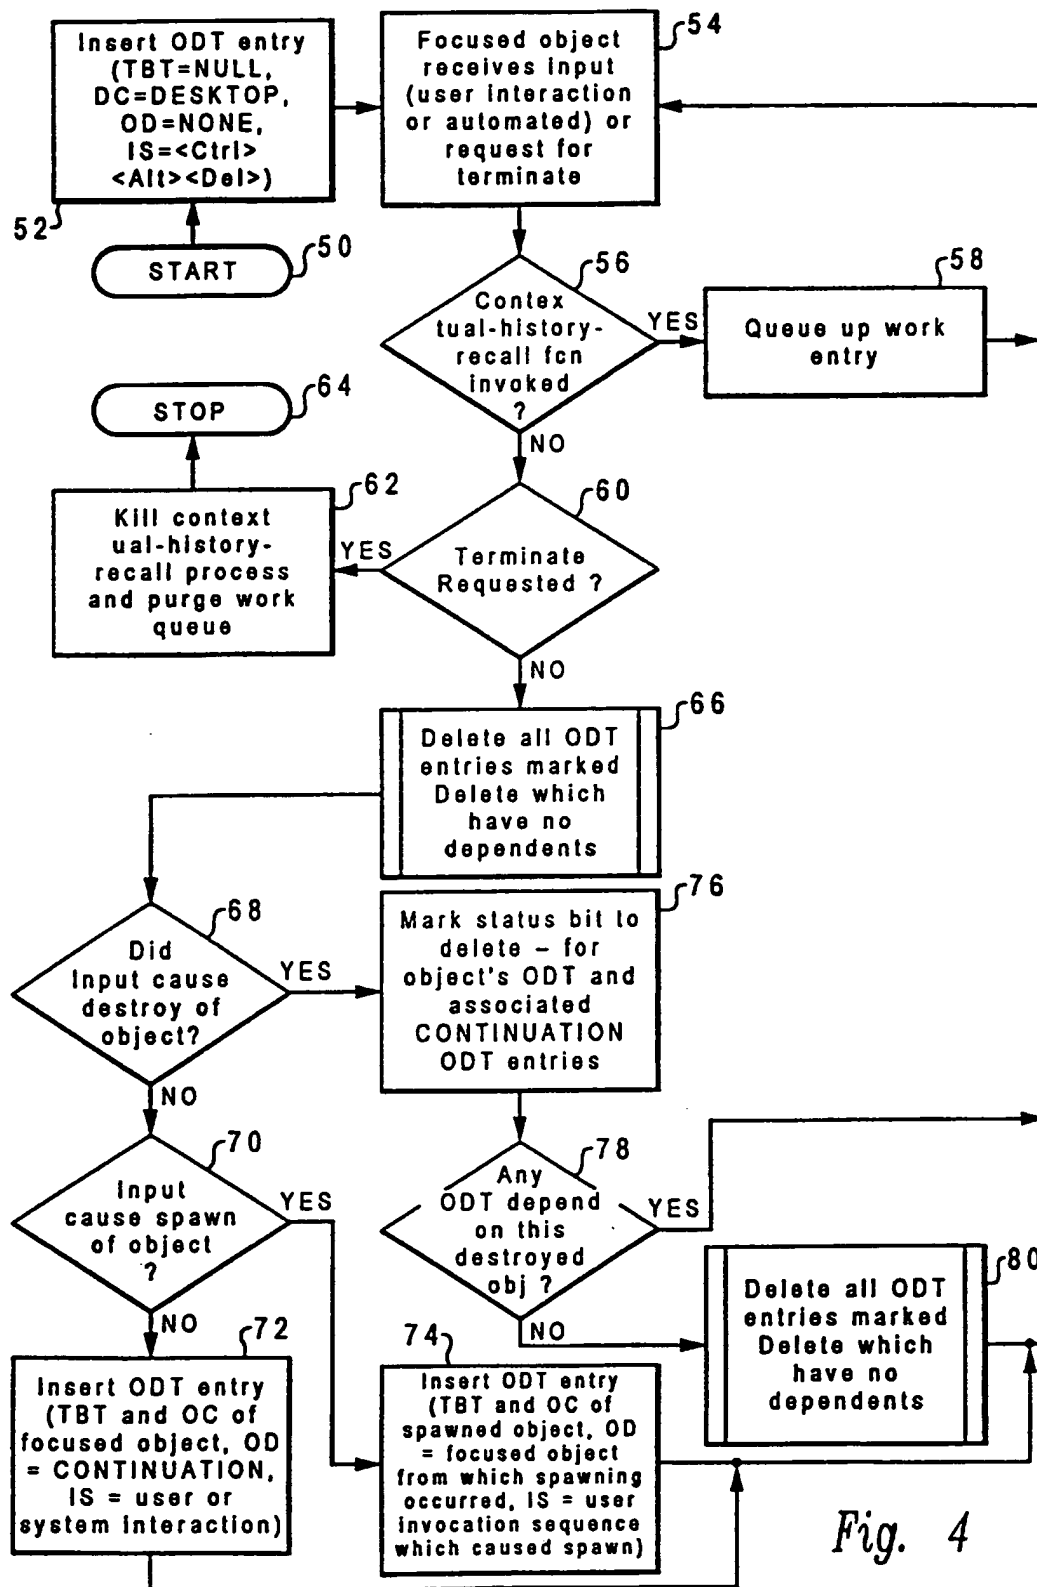 Insert ODT entry
(TBT=NULL,
DC=DESKTOP,
OD=NONE,
IS=<Ctrl>
<Alt><Del>)
52
START
50
Focused object
receives input
(user interaction
or automated) or
request for
terminate
54
Contex
tual-history-
recall fcn
invoked
?
56
YES
NO
Queue up work
entry
58
STOP
64
Kill context
ual-history-
recall process
and purge work
queue
62
YES
Terminate
Requested ?
60
NO
Delete all ODT
entries marked
Delete which
have no
dependents
66
Did
Input cause
destroy of
object?
68
YES
NO
Mark status bit to
delete – for
object's ODT and
associated
CONTINUATION
ODT entries
76
Input
cause spawn
of object
?
70
YES
NO
Any
ODT depend
on this
destroyed
obj ?
78
YES
NO
Delete all ODT
entries marked
Delete which
have no
dependents
80
Insert ODT entry
(TBT and OC of
focused object, OD
= CONTINUATION,
IS = user or
system interaction)
72
Insert ODT entry
(TBT and OC of
spawned object, OD
= focused object
from which spawning
occurred, IS = user
invocation sequence
which caused spawn)
74
Fig. 4